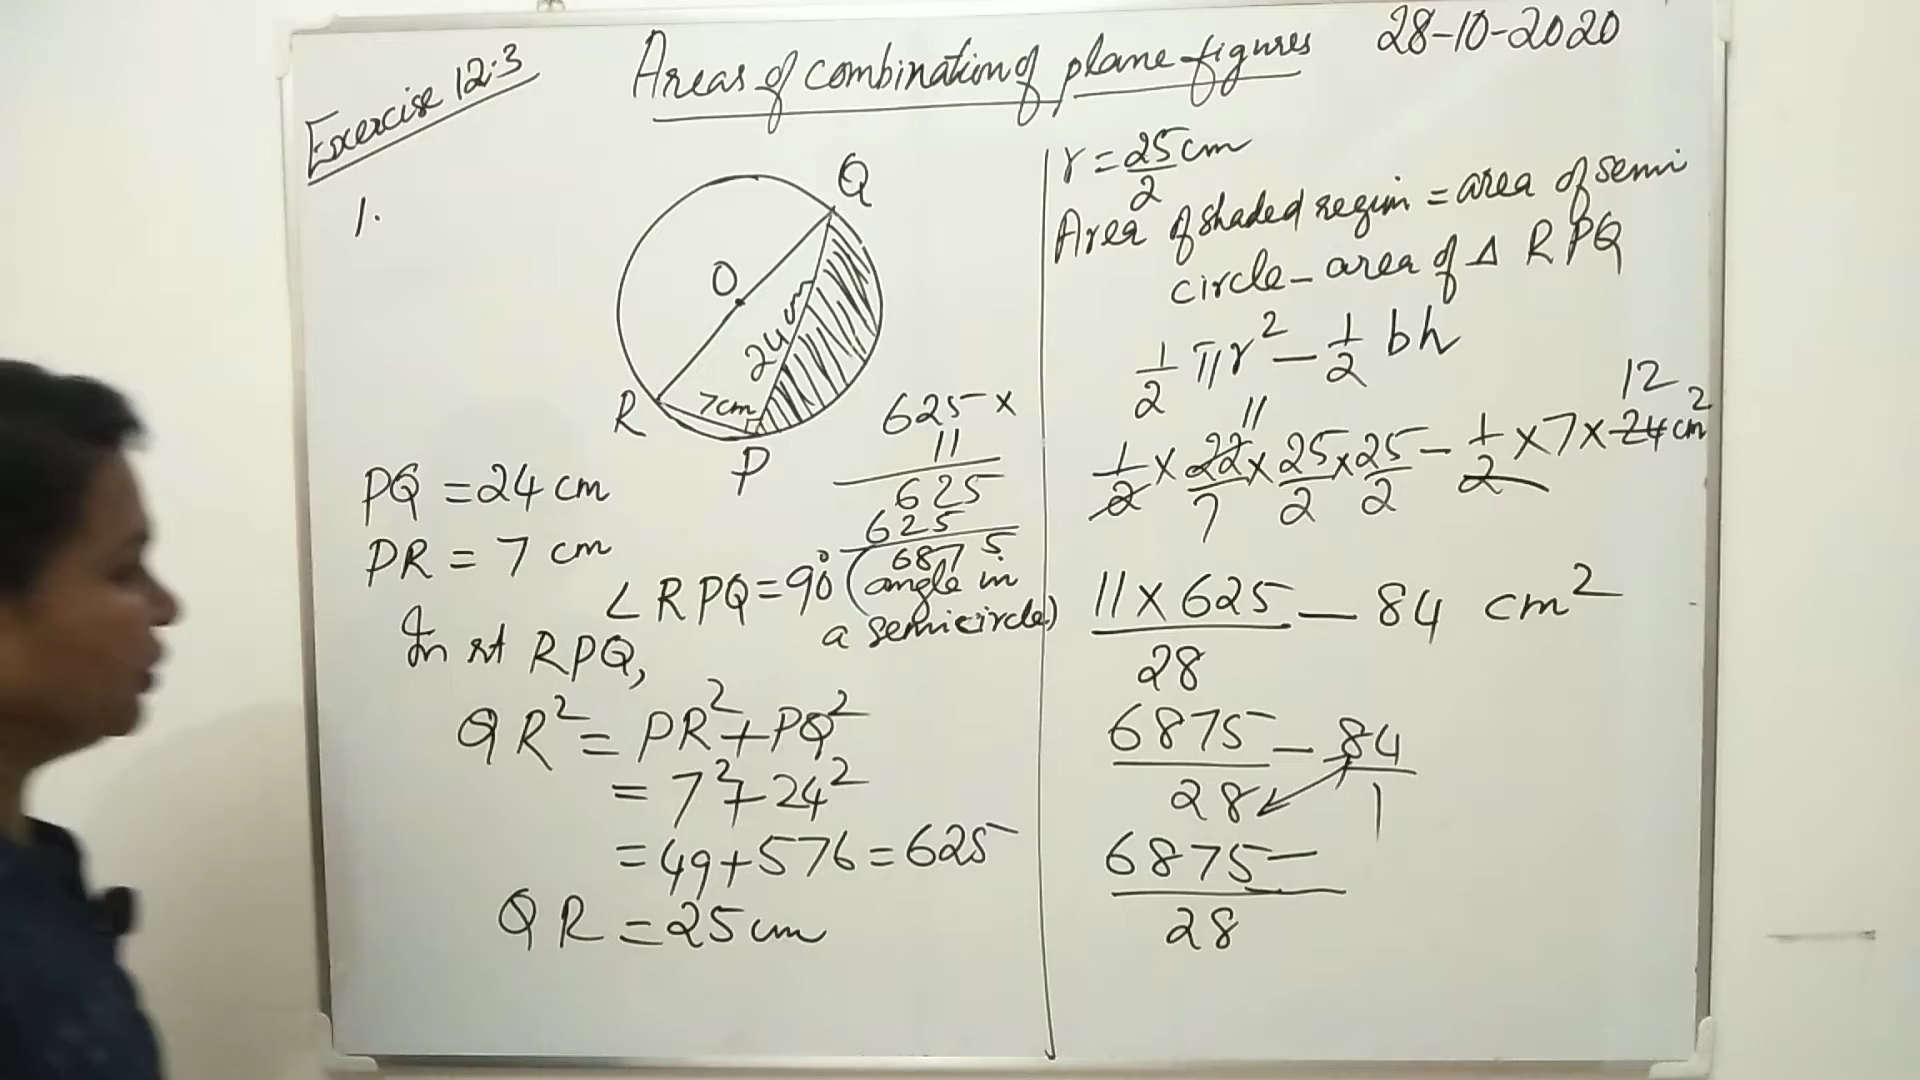 Exercise 12.3
Areas of combination of plane figures
28-10-2020
1.
Q
O
24cm
R
7cm
P
PQ = 24 cm
PR = 7 cm
∠RPQ = 90° (angle in
a semicircle)
In rt RPQ,
QR² = PR² + PQ²
= 7² + 24²
= 49 + 576 = 625
QR = 25 cm
625 ×
11
625
625
6875
r = 25/2 cm
Area of shaded region = area of semi
circle - area of Δ RPQ
1/2 πr² - 1/2 bh
11 12
1/2 × 22/7 × 25/2 × 25/2 - 1/2 × 7 × 24 cm²
11 × 625/28 - 84 cm²
6875/28 - 84/1
6875 -
28